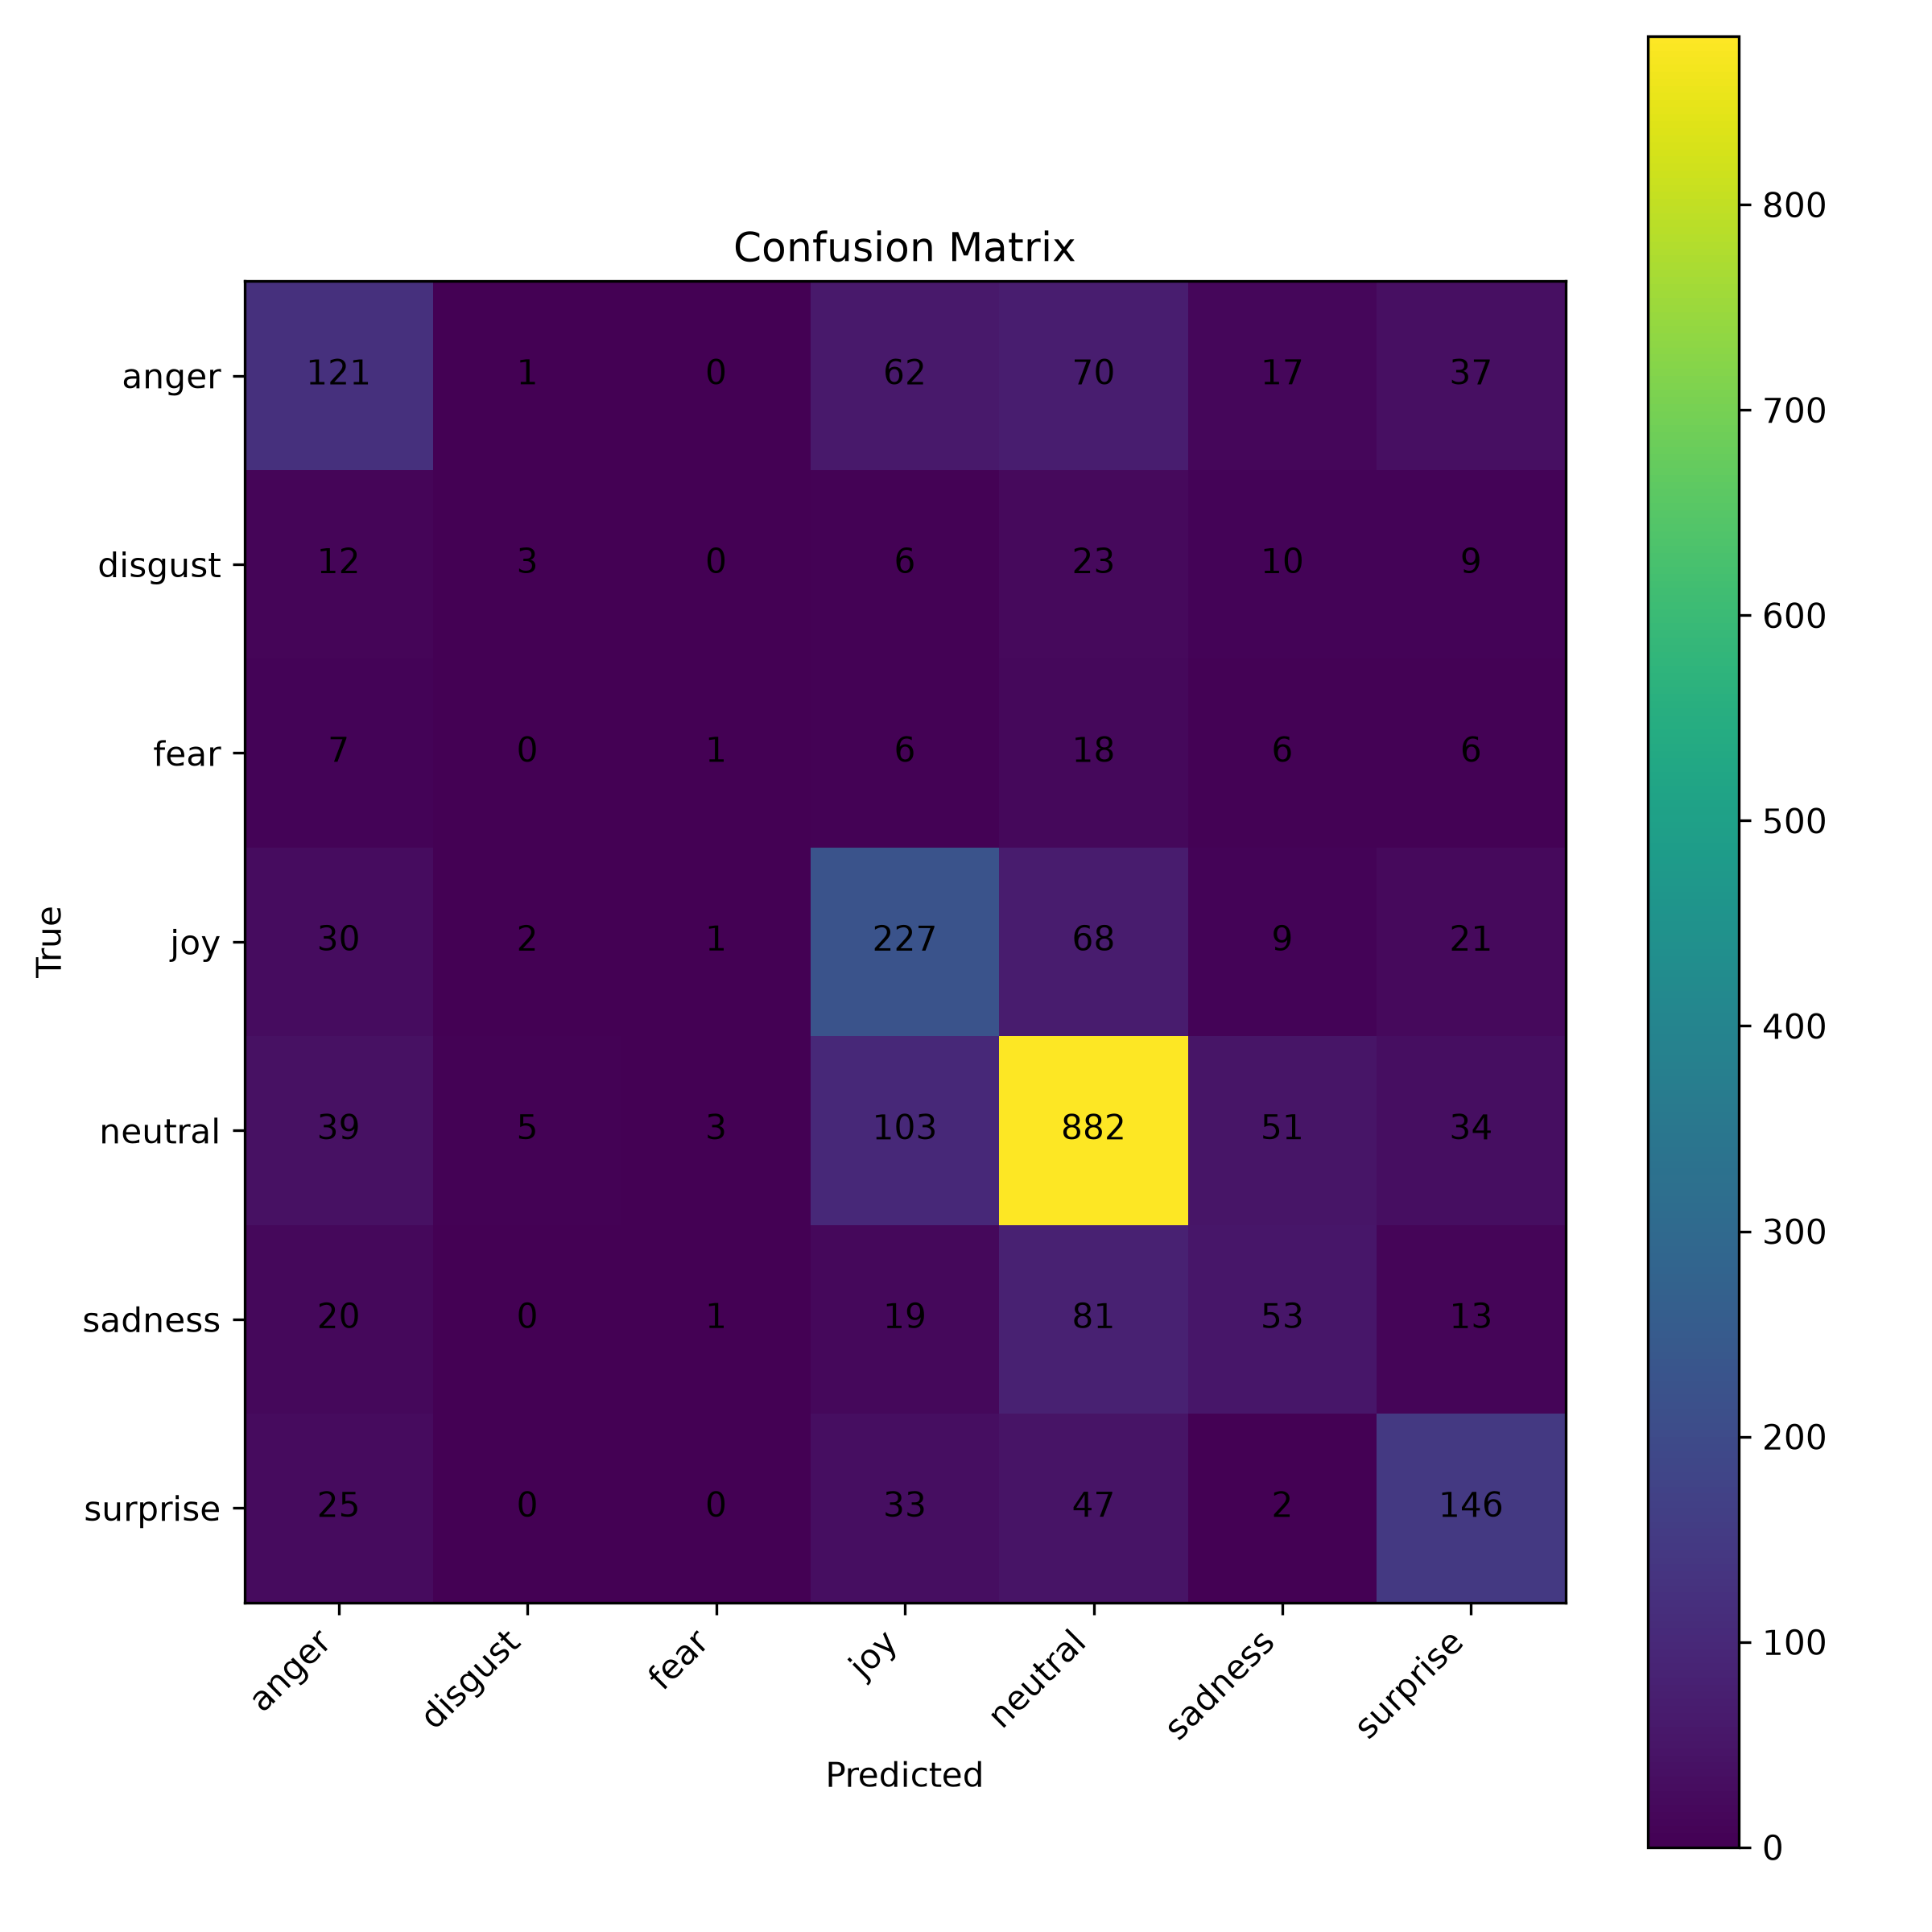 Confusion Matrix
anger 121 1 0 62 70 17 37
disgust 12 3 0 6 23 10 9
fear 7 0 1 6 18 6 6
joy 30 2 1 227 68 9 21
neutral 39 5 3 103 882 51 34
sadness 20 0 1 19 81 53 13
surprise 25 0 0 33 47 2 146
anger disgust fear joy neutral sadness surprise
Predicted
True
800
700
600
500
400
300
200
100
0